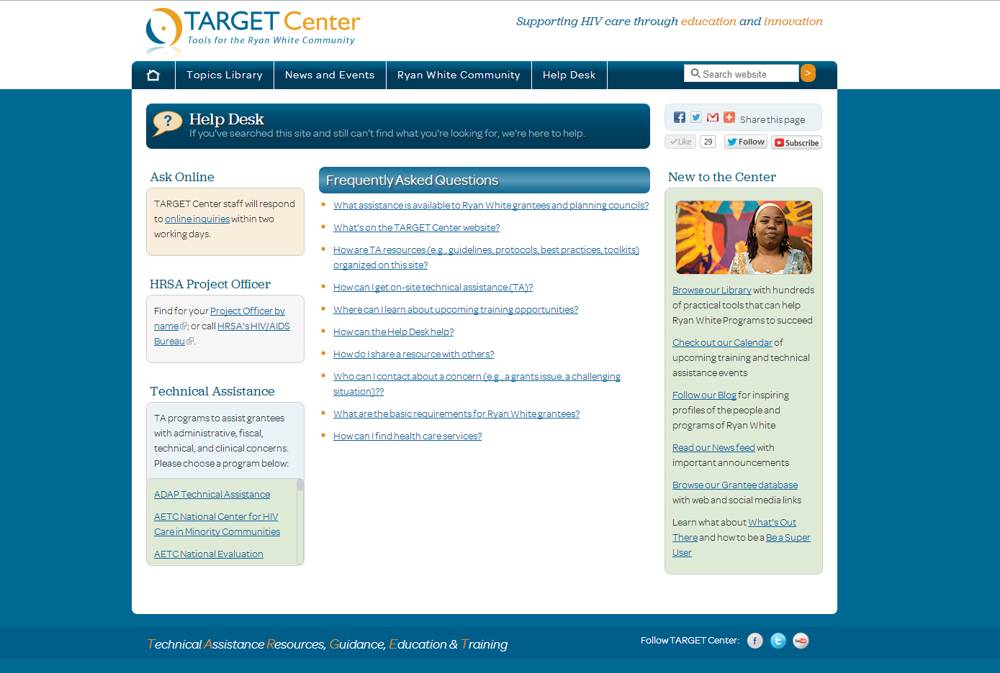 TARGET Center
Tools for the Ryan White Community
Supporting HIV care through education and innovation
Topics Library
News and Events
Ryan White Community
Help Desk
Search website
>
?
Help Desk
If you've searched this site and still can't find what you're looking for, we're here to help.
Share this page
Like
29
Follow
Subscribe
Ask Online
TARGET Center staff will respond
to online inquiries within two
working days.
HRSA Project Officer
Find for your Project Officer by
name; or call HRSA's HIV/AIDS
Bureau.
Technical Assistance
TA programs to assist grantees
with administrative, fiscal,
technical, and clinical concerns.
Please choose a program below:
ADAP Technical Assistance
AETC National Center for HIV
Care in Minority Communities
AETC National Evaluation
Frequently Asked Questions
What assistance is available to Ryan White grantees and planning councils?
What's on the TARGET Center website?
How are TA resources (e.g., guidelines, protocols, best practices, toolkits)
organized on this site?
How can I get on-site technical assistance (TA)?
Where can I learn about upcoming training opportunities?
How can the Help Desk help?
How do I share a resource with others?
Who can I contact about a concern (e.g., a grants issue, a challenging
situation)??
What are the basic requirements for Ryan White grantees?
How can I find health care services?
New to the Center
Browse our Library with hundreds
of practical tools that can help
Ryan White Programs to succeed
Check out our Calendar of
upcoming training and technical
assistance events
Follow our Blog for inspiring
profiles of the people and
programs of Ryan White
Read our News feed with
important announcements
Browse our Grantee database
with web and social media links
Learn what about What's Out
There and how to be a Be a Super
User
Technical Assistance Resources, Guidance, Education & Training
Follow TARGET Center: